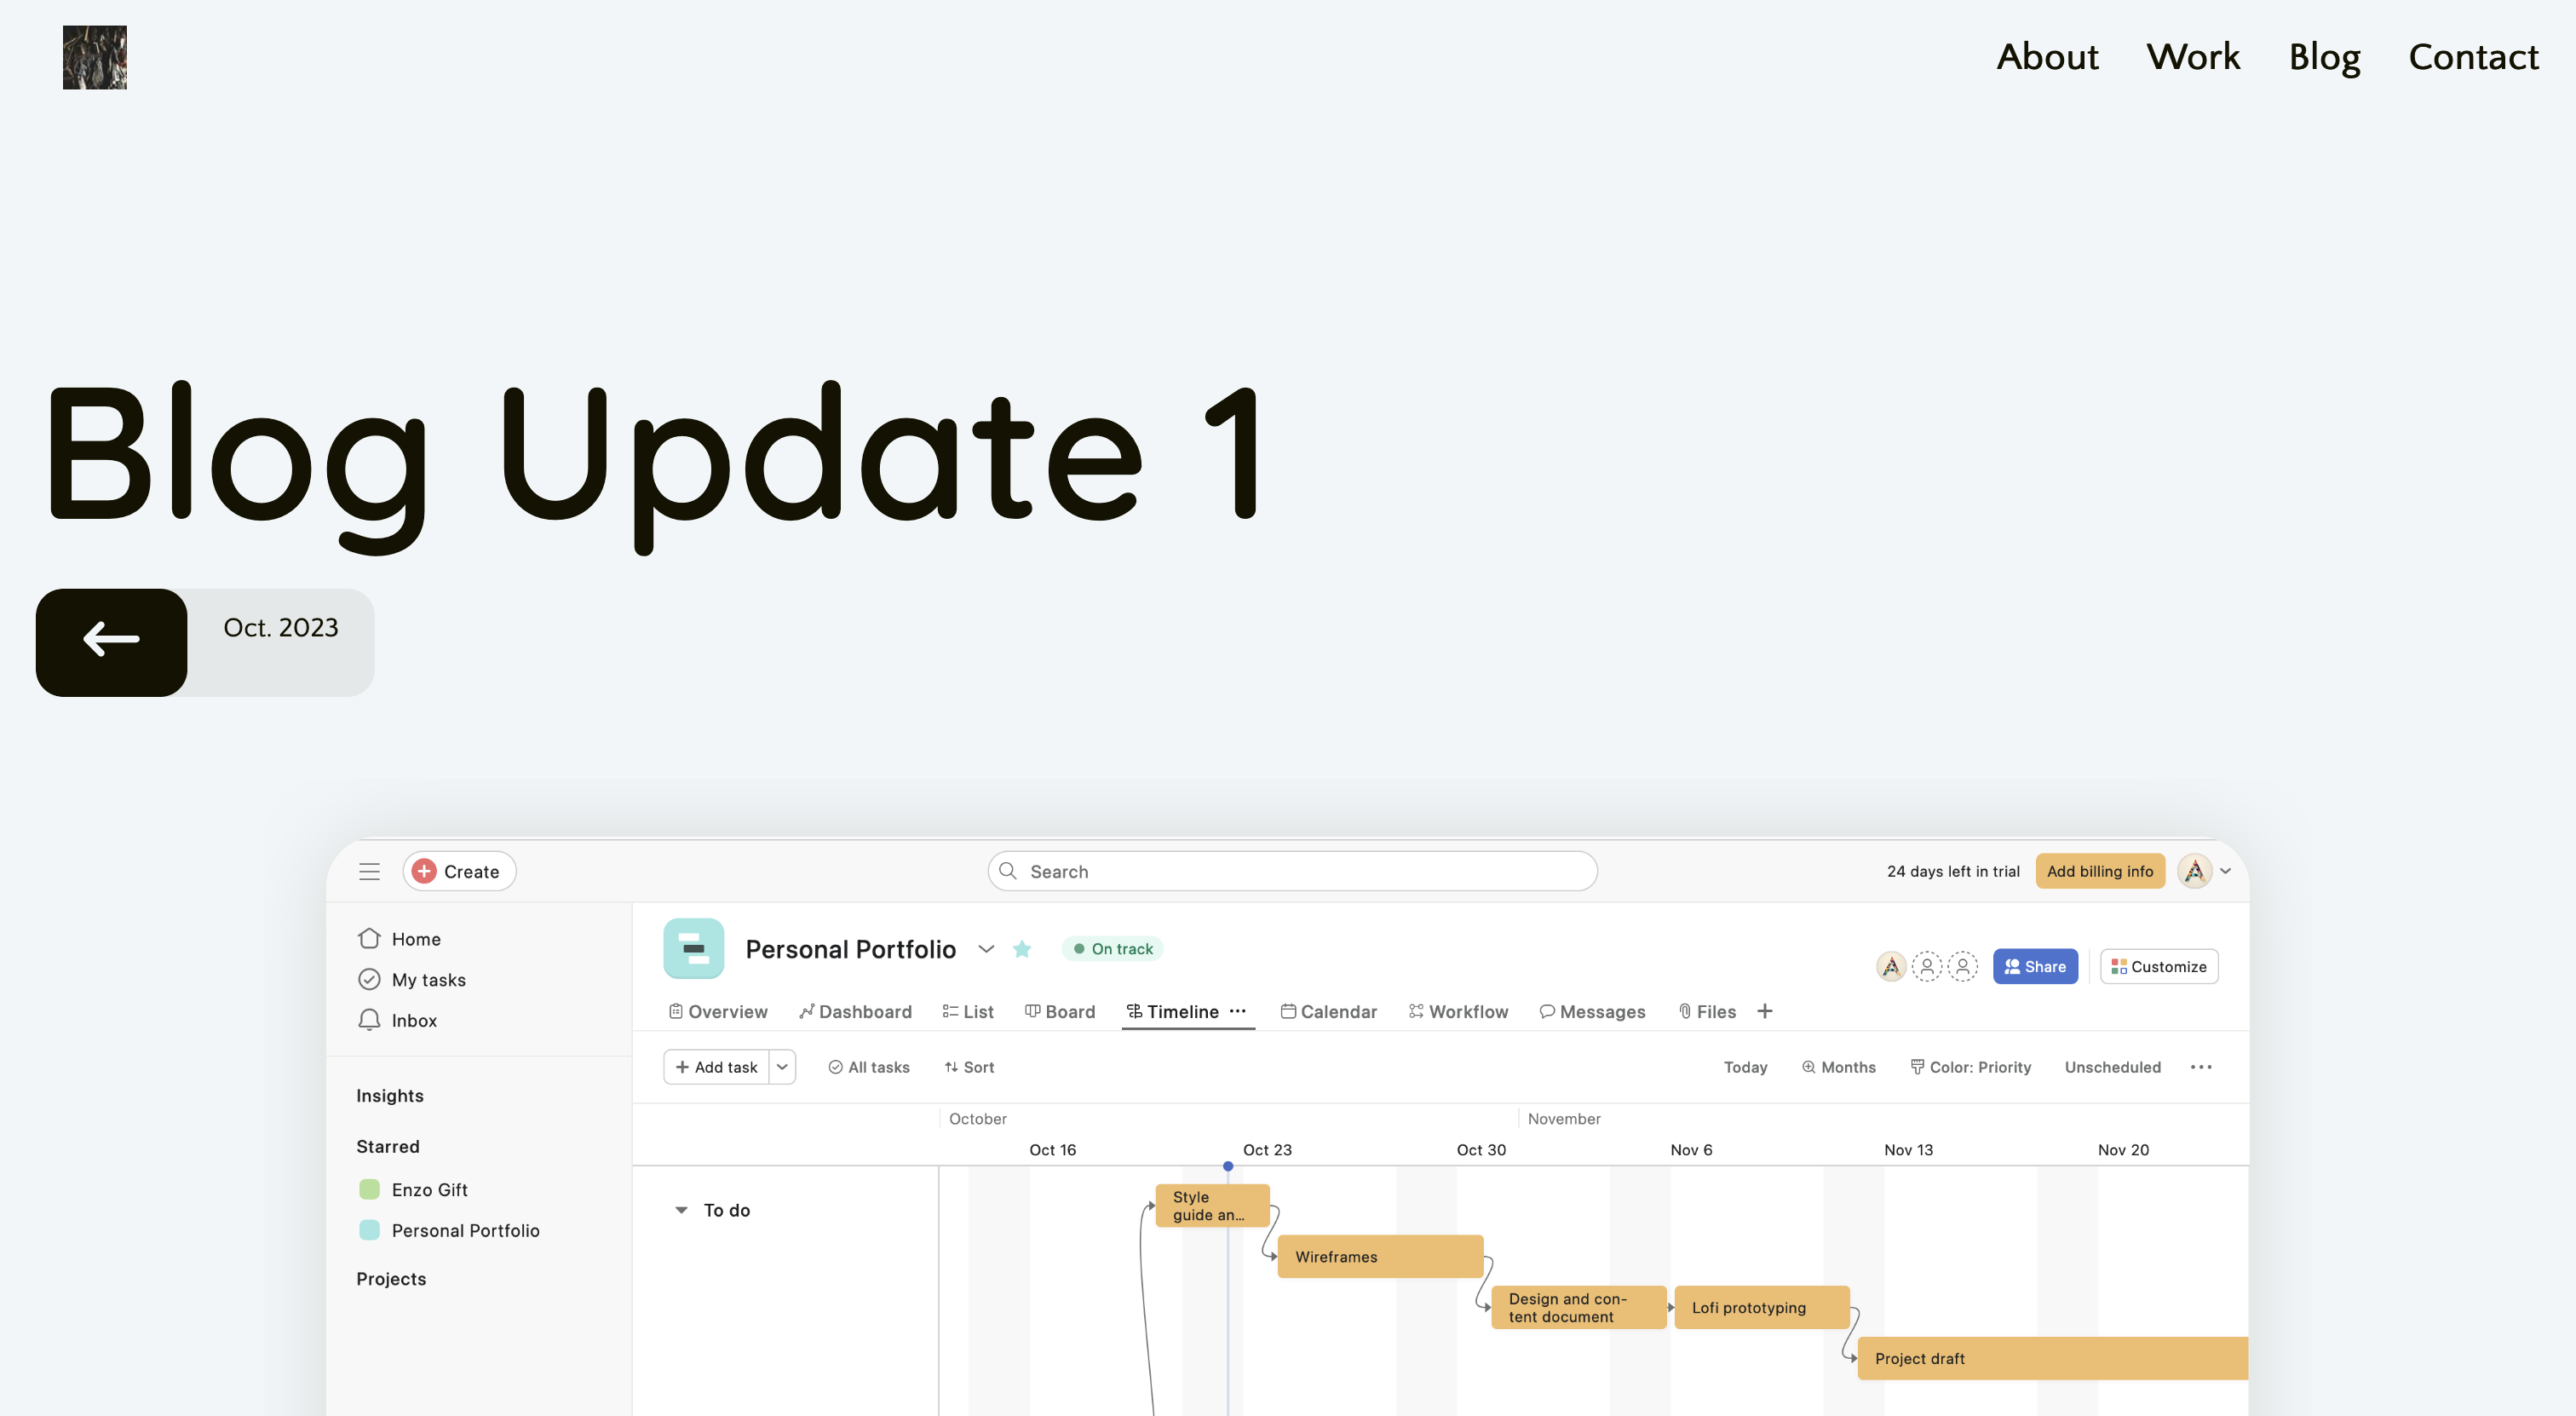 About Work Blog Contact
Blog Update 1
Oct. 2023
Create
Search
24 days left in trial
Add billing info
Home
My tasks
Inbox
Insights
Starred
Enzo Gift
Personal Portfolio
Projects
Personal Portfolio
On track
Share
Customize
Overview Dashboard List Board Timeline ··· Calendar Workflow Messages Files +
+ Add task
All tasks
Sort
Today
Months
Color: Priority
Unscheduled
···
October November
Oct 16 Oct 23 Oct 30 Nov 6 Nov 13 Nov 20
To do
Style
guide an...
Wireframes
Design and con-
tent document
Lofi prototyping
Project draft